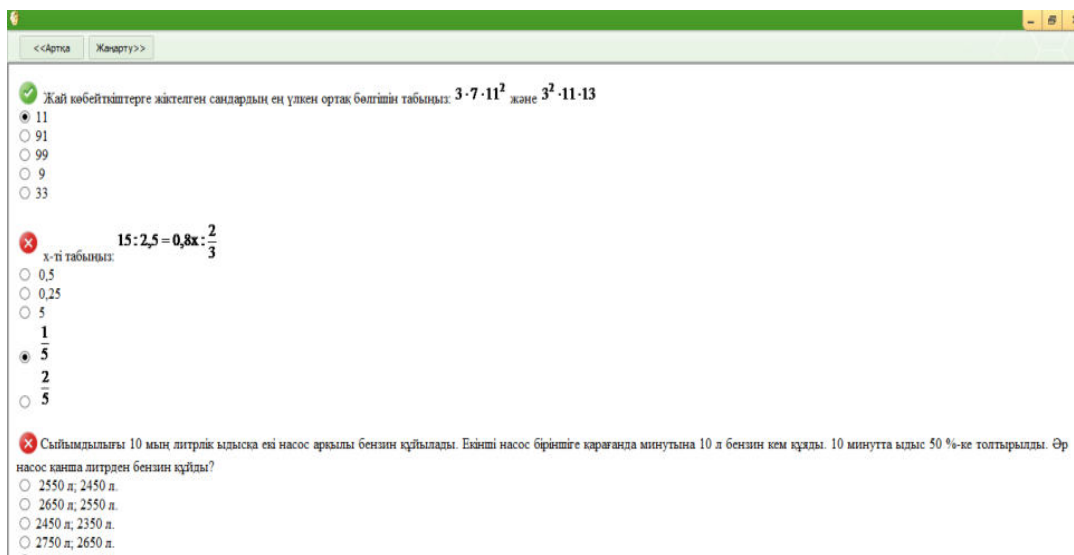 <<Артқа Жаңарту>>
Жай көбейткіштерге жіктелген сандардың ең үлкен ортақ бөлгішін табыңыз: 3·7·11² және 3²·11·13
11
91
99
9
33
х-ті табыңыз: 15:2,5=0,8x:2/3
0,5
0,25
5
1/5
2/5
Сыйымдылығы 10 мың литрлік ыдысқа екі насос арқылы бензин құйылады. Екінші насос біріншіге қарағанда минутына 10 л бензин кем құяды. 10 минутта ыдыс 50 %-ке толтырылды. Әр
насос қанша литрден бензин құйды?
2550 л; 2450 л.
2650 л; 2550 л.
2450 л; 2350 л.
2750 л; 2650 л.